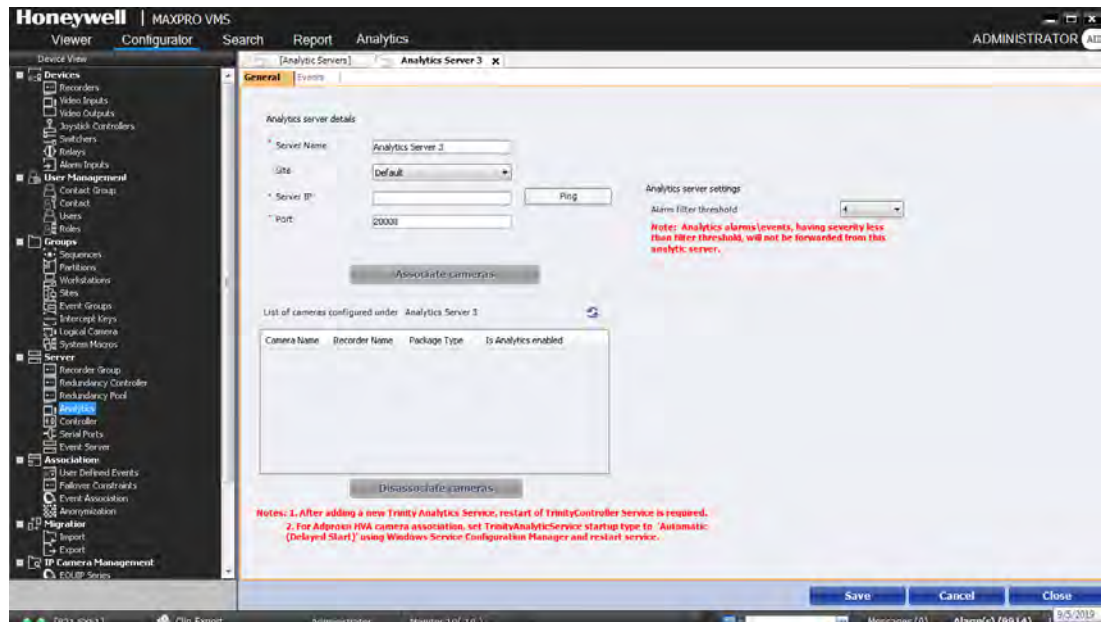 Honeywell | MAXPRO VMS
Viewer Configurator Search Report Analytics ADMINISTRATOR
Device View
[Analytic Servers] Analytics Server 3 x
Devices
General Events
Recorders
Video Inputs
Video Outputs
Joystick Controllers
Switchers
Relays
Alarm Inputs
User Management
Contact Group
Contact
Users
Roles
Groups
Sequences
Partitions
Workstations
Sites
Event Groups
Intercept Keys
Logical Camera
System Macros
Server
Recorder Group
Redundancy Controller
Redundancy Pool
Analytics
Controller
Serial Ports
Event Server
Associations
User Defined Events
Failover Constraints
Event Association
Anonymization
Migration
Import
Export
IP Camera Management
EQUIP Series
Analytics server details
* Server Name Analytics Server 3
Site Default
* Server IP Ping
* Port 20008
Analytics server settings
Alarm filter threshold 4
Note: Analytics alarms\events, having severity less
than filter threshold, will not be forwarded from this
analytic server.
Associate cameras
List of cameras configured under Analytics Server 3
Camera Name Recorder Name Package Type Is Analytics enabled
Disassociate cameras
Notes: 1. After adding a new Trinity Analytics Service, restart of TrinityController Service is required.
2. For Adproxn HVA camera association, set TrinityAnalyticService startup type to 'Automatic
(Delayed Start)' using Windows Service Configuration Manager and restart service.
Save Cancel Close
Clip Export Administrator Messages (0) Alarm(s) (9914) 9/5/2019